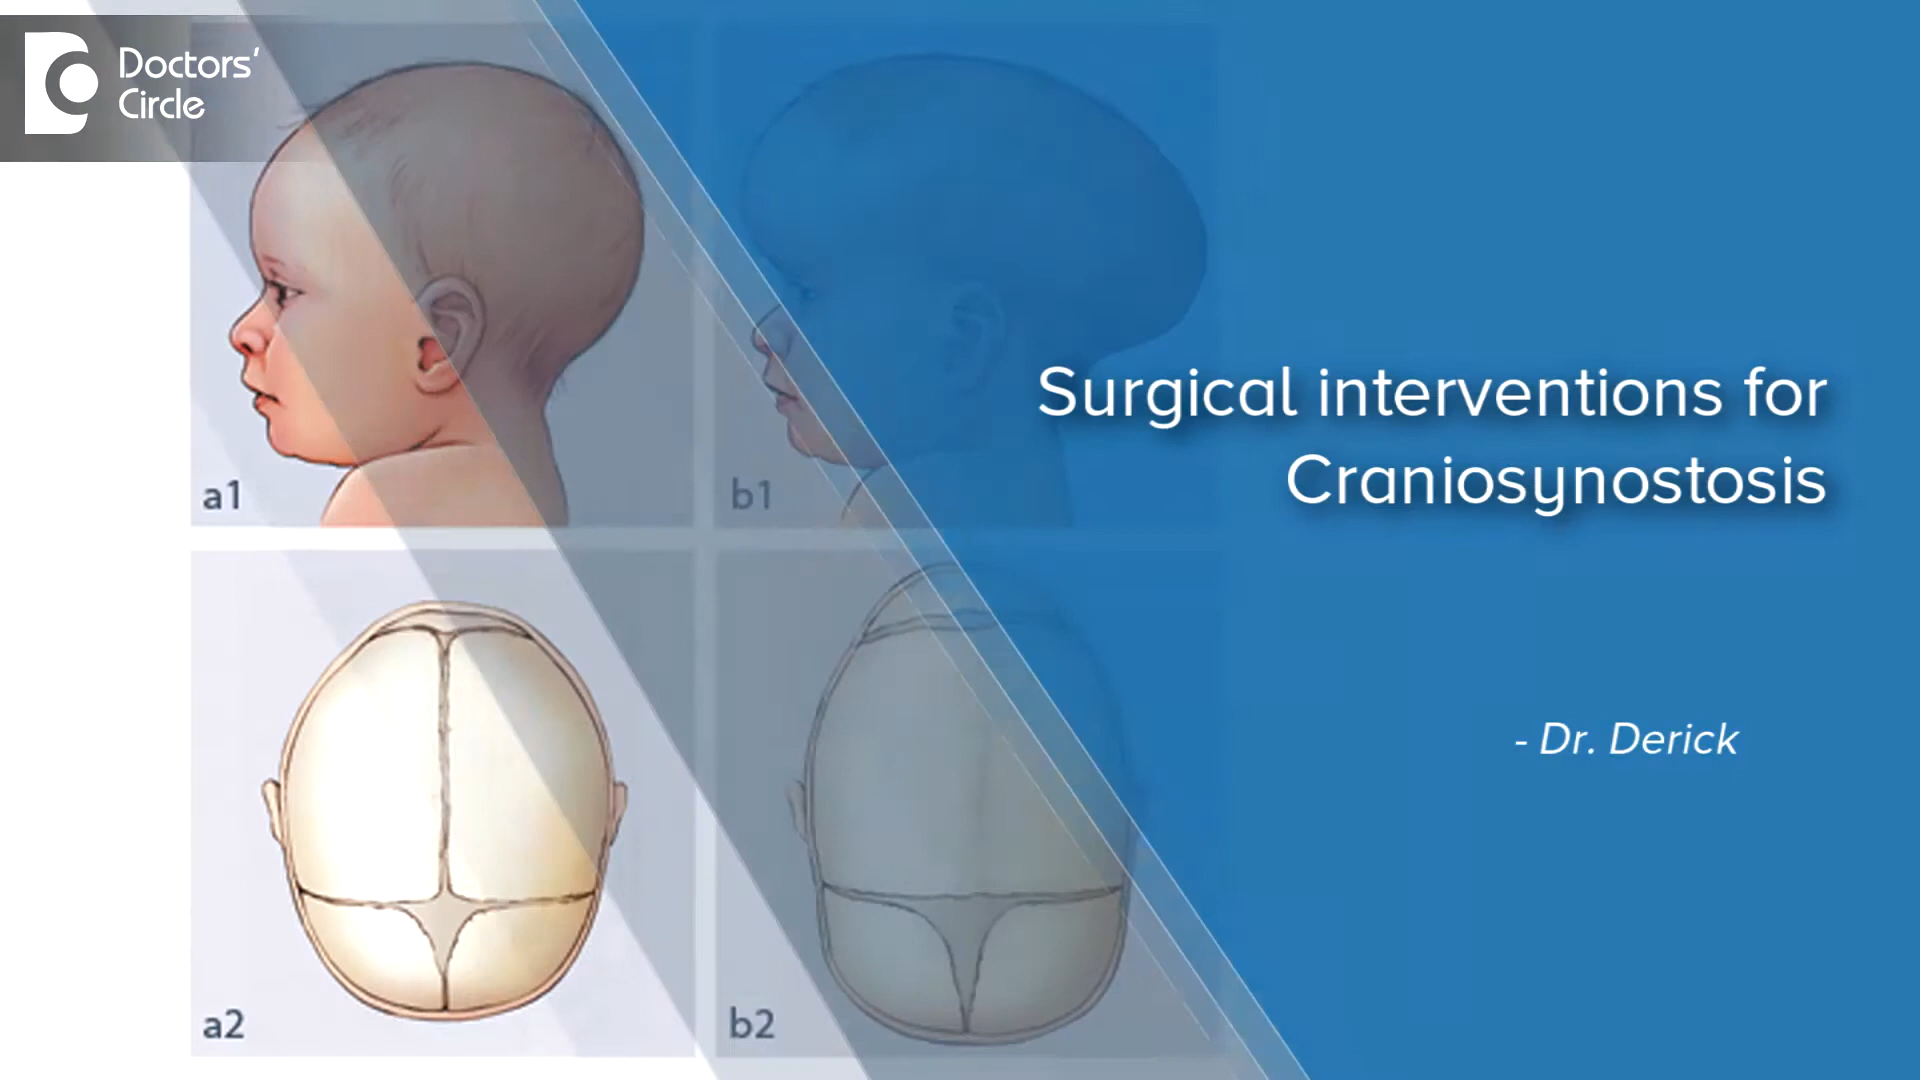 Doctors'
Circle
a1
b1
Surgical interventions for
Craniosynostosis
- Dr. Derick
a2
b2